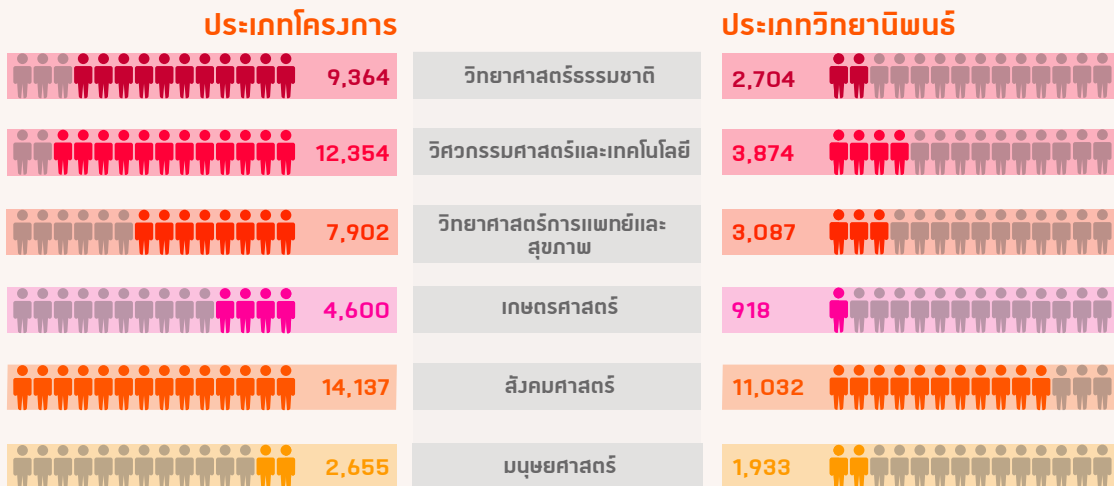 ประเภทโครงการ
ประเภทวิทยานิพนธ์
9,364
วิทยาศาสตร์ธรรมชาติ
2,704
12,354
วิศวกรรมศาสตร์และเทคโนโลยี
3,874
7,902
วิทยาศาสตร์การแพทย์และ
สุขภาพ
3,087
4,600
เกษตรศาสตร์
918
14,137
สังคมศาสตร์
11,032
2,655
มนุษยศาสตร์
1,933